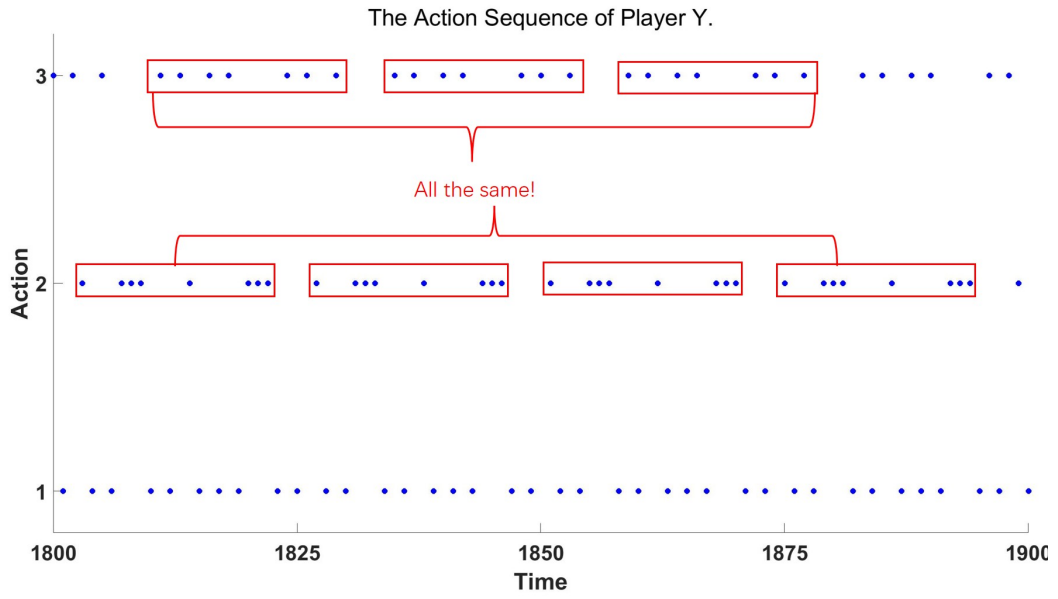 The Action Sequence of Player Y.
3
All the same!
Action
2
1
1800 1825 1850 1875 1900
Time